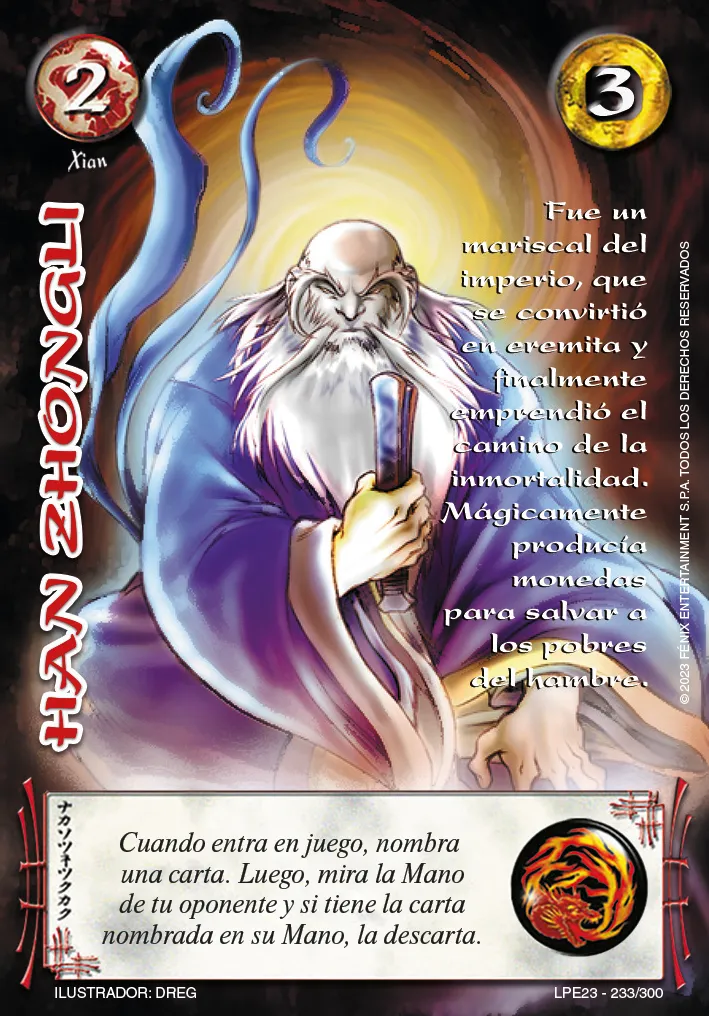 2
3
Xian
HAN ZHONGLI
Fue un
mariscal del
imperio, que
se convirtió
en eremita y
finalmente
emprendió el
camino de la
inmortalidad.
Mágicamente
producía
monedas
para salvar a
los pobres
del hambre.
© 2023 FÉNIX ENTERTAINMENT S.P.A. TODOS LOS DERECHOS RESERVADOS
ナカソツネツクカク
Cuando entra en juego, nombra
una carta. Luego, mira la Mano
de tu oponente y si tiene la carta
nombrada en su Mano, la descarta.
ILUSTRADOR: DREG
LPE23 - 233/300